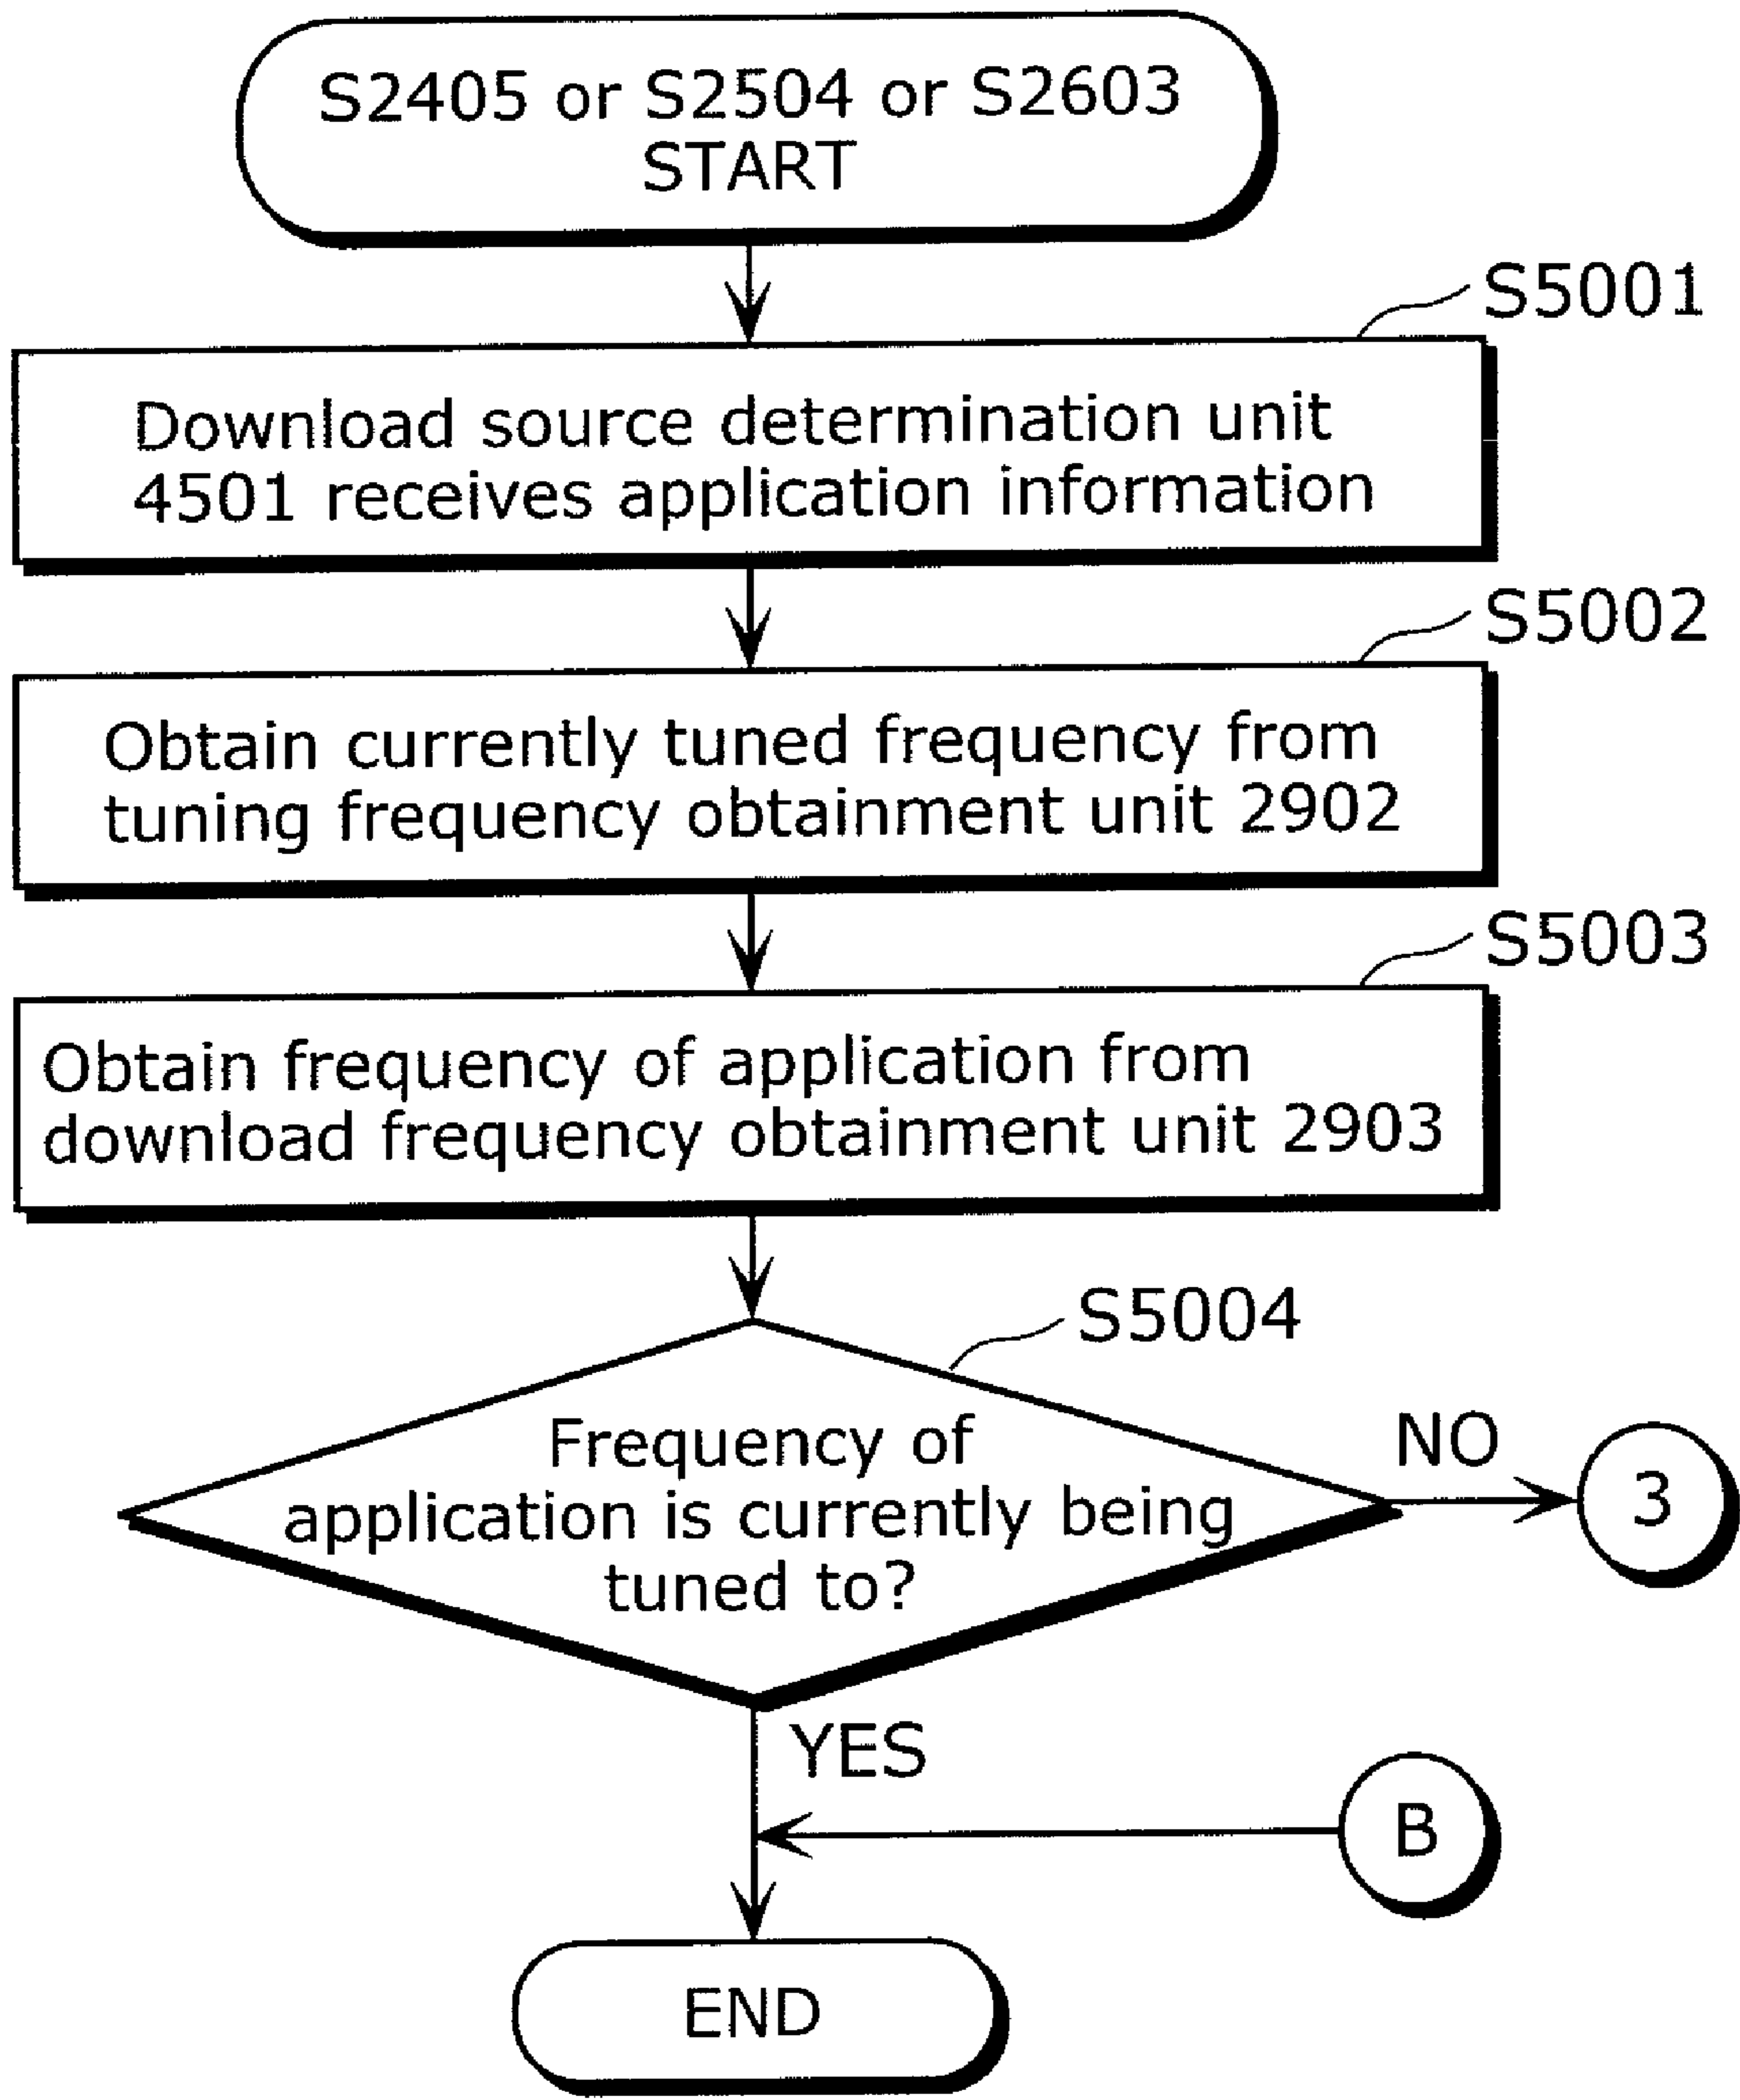 S2405 or S2504 or S2603
START
S5001
Download source determination unit
4501 receives application information
S5002
Obtain currently tuned frequency from
tuning frequency obtainment unit 2902
S5003
Obtain frequency of application from
download frequency obtainment unit 2903
S5004
Frequency of
application is currently being
tuned to?
NO
3
YES
B
END